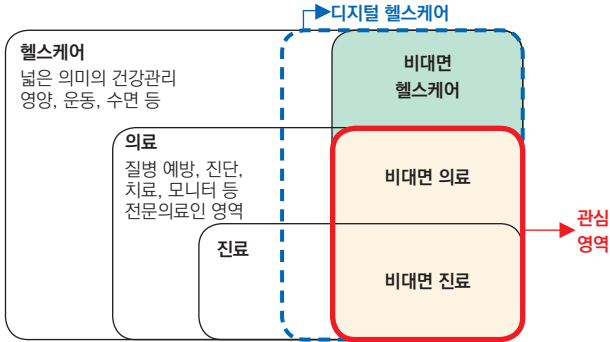 디지털 헬스케어
헬스케어
넓은 의미의 건강관리
영양, 운동, 수면 등
비대면
헬스케어
의료
질병 예방, 진단,
치료, 모니터 등
전문의료인 영역
비대면 의료
관심
영역
진료
비대면 진료